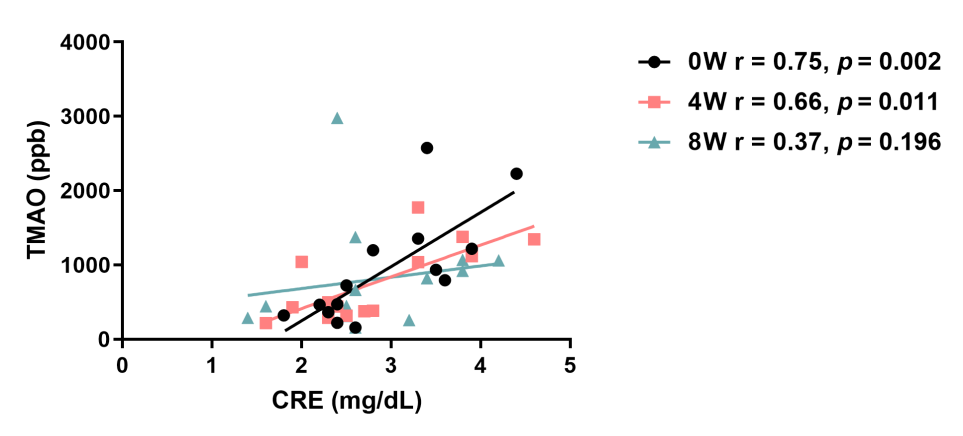 4000
3000
2000
1000
0
TMAO (ppb)
0 1 2 3 4 5
CRE (mg/dL)
0W r = 0.75, p = 0.002
4W r = 0.66, p = 0.011
8W r = 0.37, p = 0.196